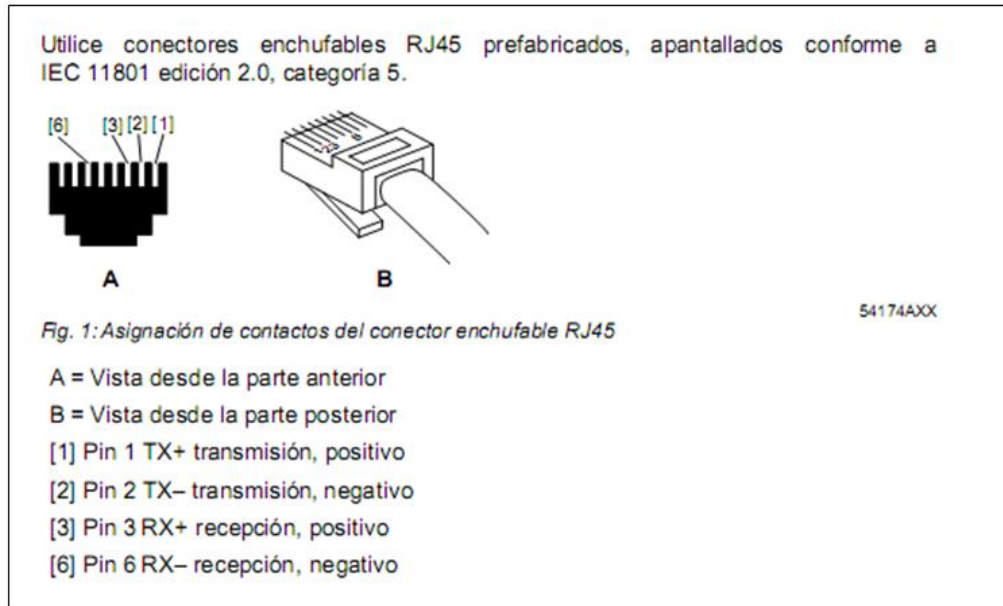 Utilice conectores enchufables RJ45 prefabricados, apantallados conforme a
IEC 11801 edición 2.0, categoría 5.
[6] [3] [2] [1]
A B
54174AXX
Fig. 1: Asignación de contactos del conector enchufable RJ45
A = Vista desde la parte anterior
B = Vista desde la parte posterior
[1] Pin 1 TX+ transmisión, positivo
[2] Pin 2 TX– transmisión, negativo
[3] Pin 3 RX+ recepción, positivo
[6] Pin 6 RX– recepción, negativo